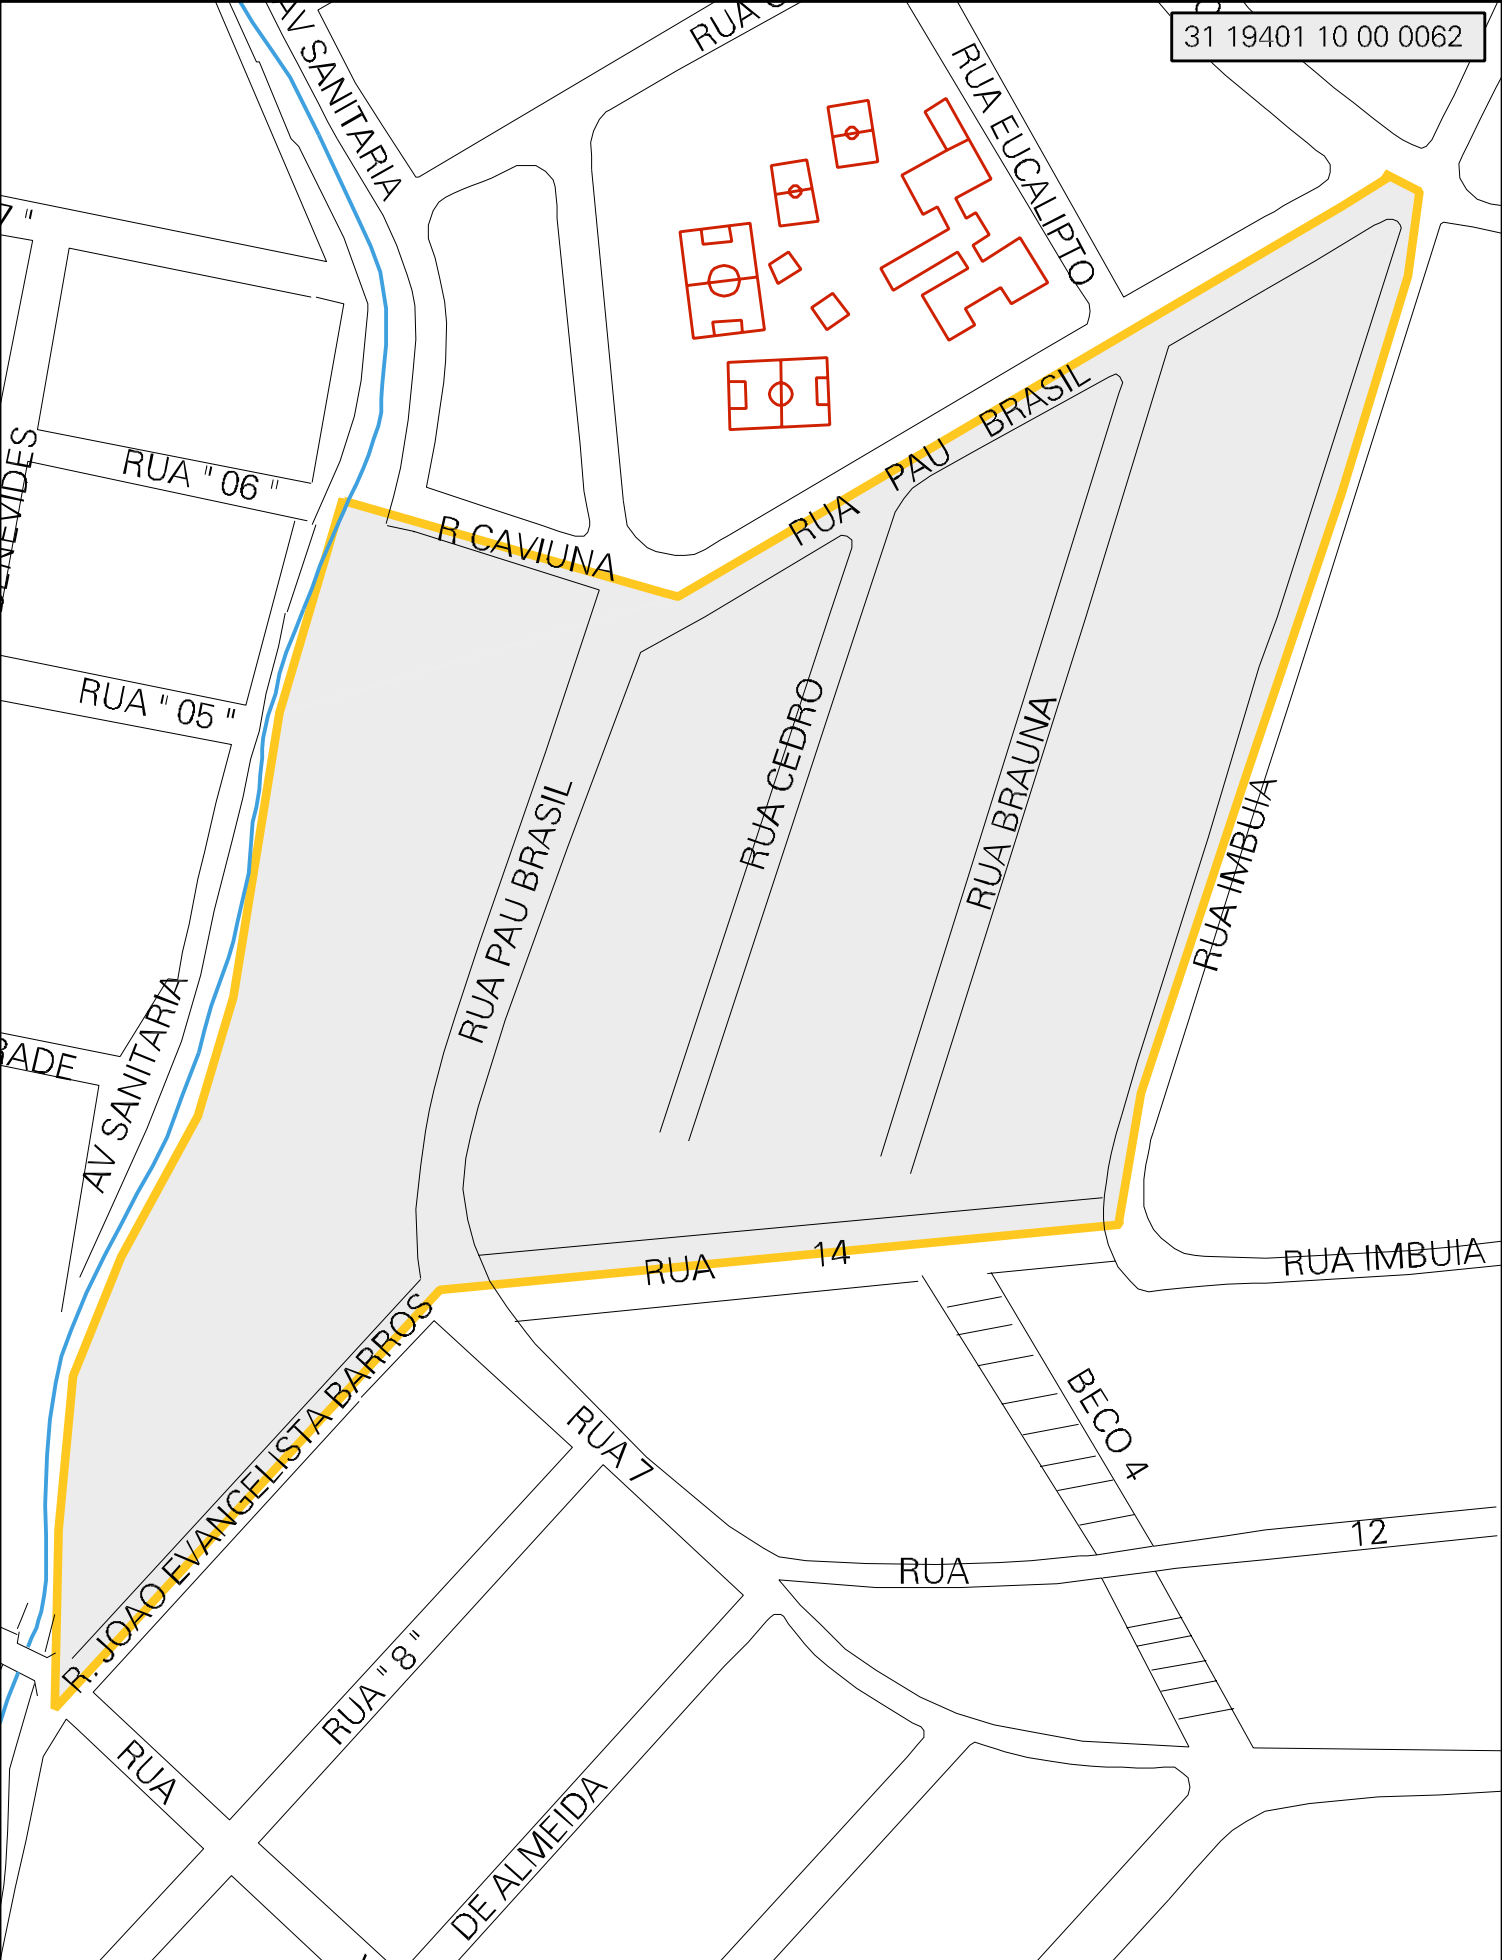 31 19401 10 00 0062
AV SANITARIA
RUA
RUA EUCALIPTO
7 "
RUA " 06 "
R CAVIUNA
RUA PAU BRASIL
RUA " 05 "
RUA CEDRO
RUA BRAUNA
RUA PAU BRASIL
RUA IMBUIA
AV SANITARIA
RUA 14
RUA IMBUIA
R. JOAO EVANGELISTA BARROS
RUA 7
BECO 4
RUA 12
RUA " 8 "
RUA
DE ALMEIDA